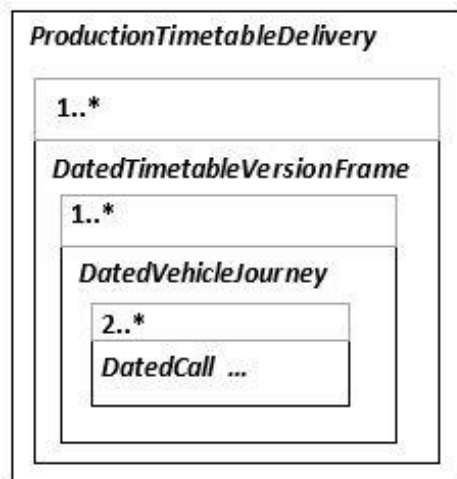 ProductionTimetableDelivery
1..*
DatedTimetableVersionFrame
1..*
DatedVehicleJourney
2..*
DatedCall ...